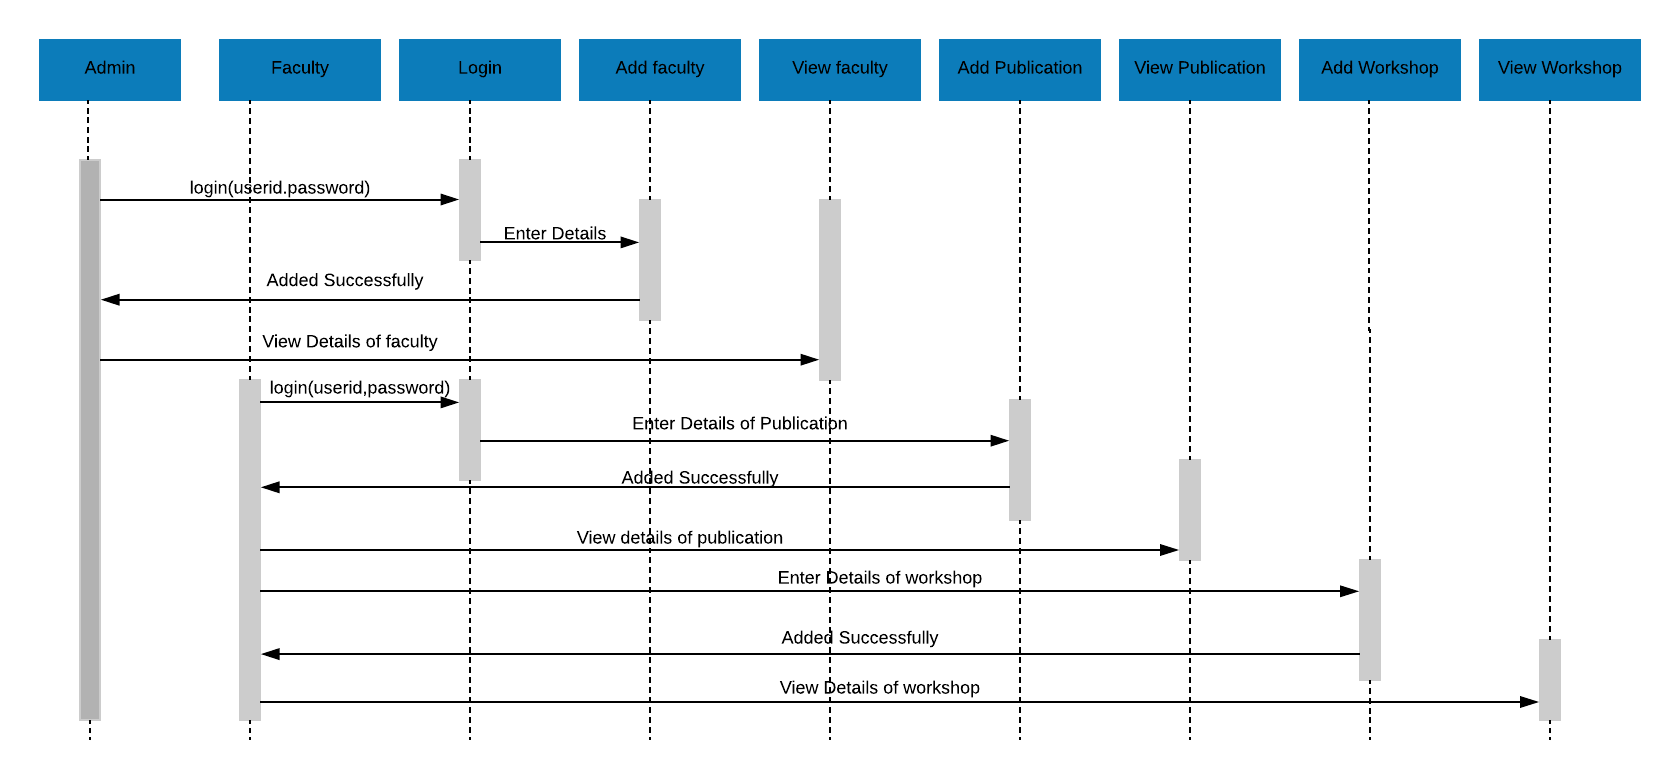 Admin
Faculty
Login
Add faculty
View faculty
Add Publication
View Publication
Add Workshop
View Workshop
login(userid.password)
Enter Details
Added Successfully
View Details of faculty
login(userid,password)
Enter Details of Publication
Added Successfully
View details of publication
Enter Details of workshop
Added Successfully
View Details of workshop